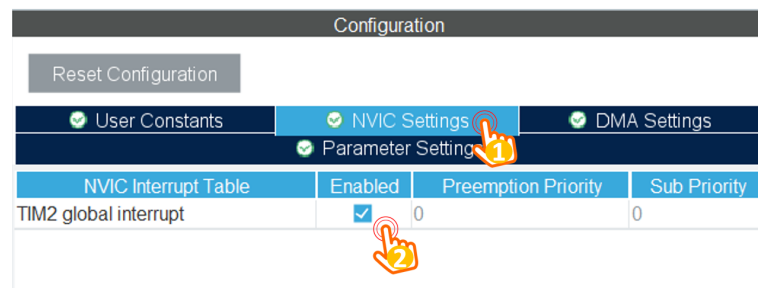 Configuration
Reset Configuration
User Constants NVIC Settings DMA Settings
Parameter Setting
1
NVIC Interrupt Table Enabled Preemption Priority Sub Priority
TIM2 global interrupt 0 0
2